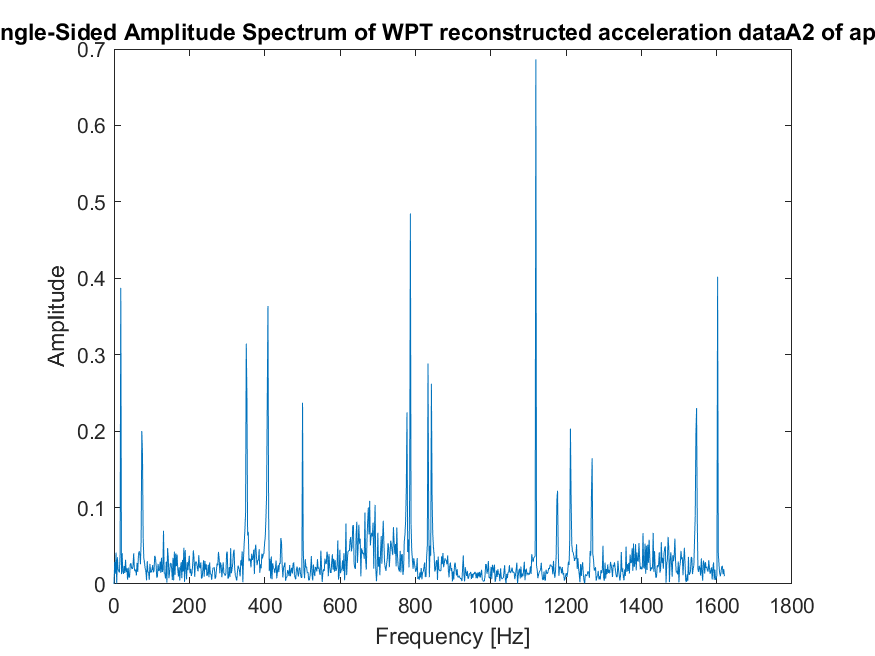 ngle-Sided Amplitude Spectrum of WPT reconstructed acceleration dataA2 of ap
0.7
0.6
0.5
0.4
0.3
0.2
0.1
0
Amplitude
0 200 400 600 800 1000 1200 1400 1600 1800
Frequency [Hz]